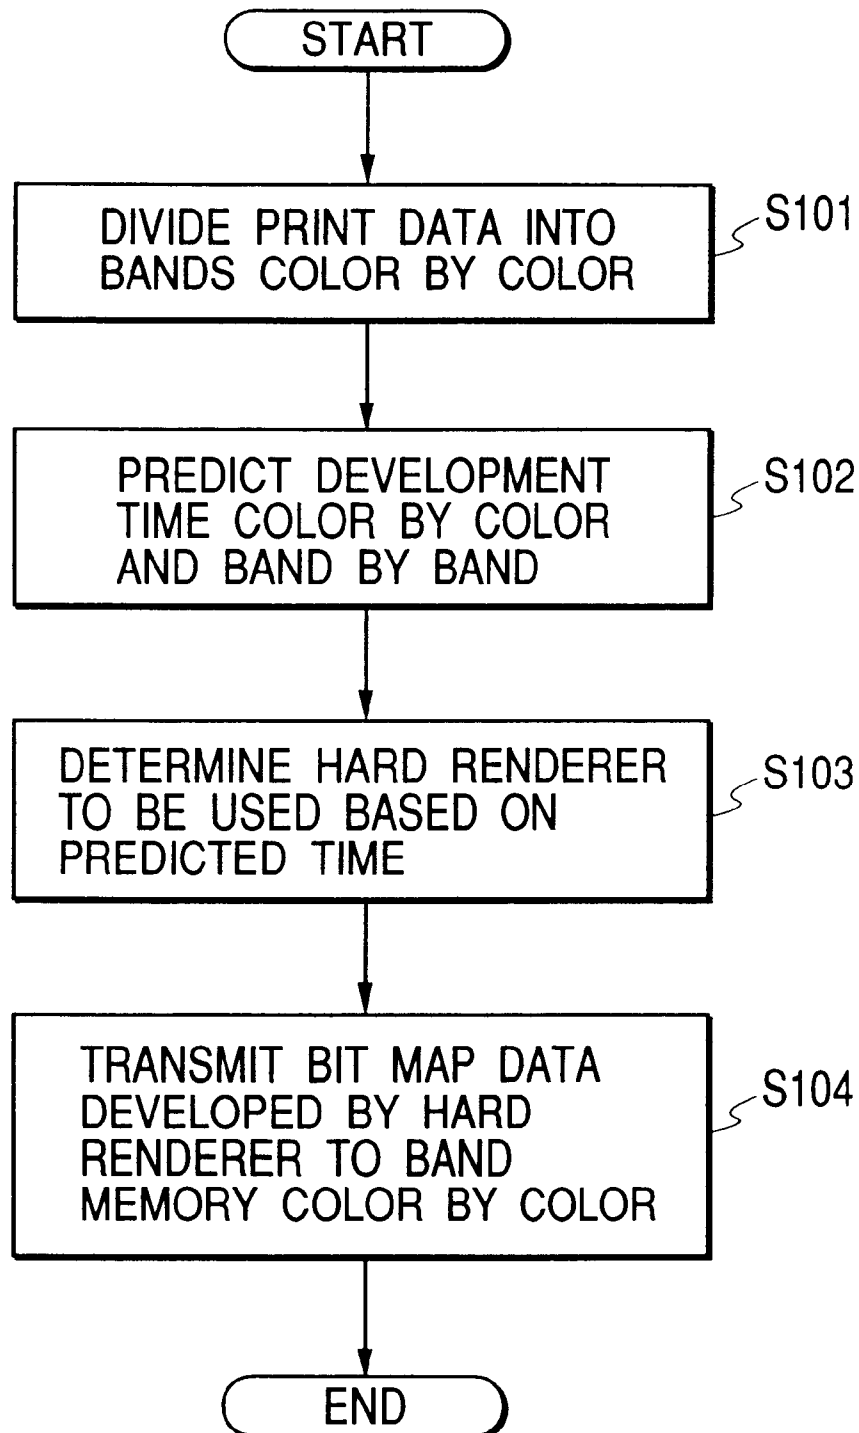 START
DIVIDE PRINT DATA INTO
BANDS COLOR BY COLOR
S101
PREDICT DEVELOPMENT
TIME COLOR BY COLOR
AND BAND BY BAND
S102
DETERMINE HARD RENDERER
TO BE USED BASED ON
PREDICTED TIME
S103
TRANSMIT BIT MAP DATA
DEVELOPED BY HARD
RENDERER TO BAND
MEMORY COLOR BY COLOR
S104
END